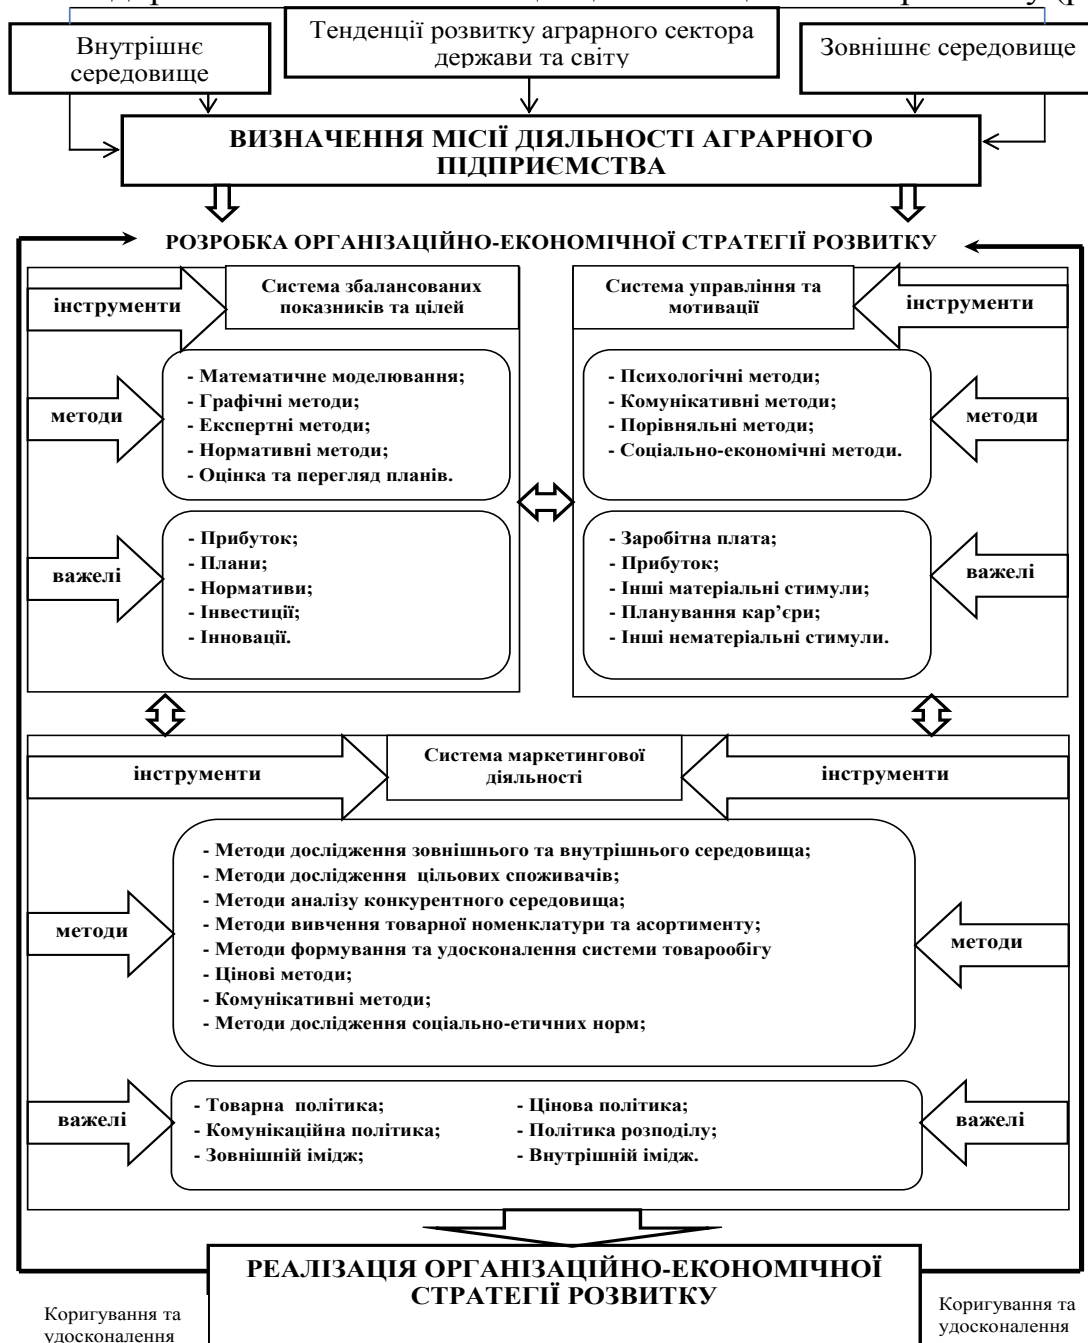 Внутрішнє
середовище
Тенденції розвитку аграрного сектора
держави та світу
Зовнішнє середовище
ВИЗНАЧЕННЯ МІСІЇ ДІЯЛЬНОСТІ АГРАРНОГО
ПІДПРИЄМСТВА
РОЗРОБКА ОРГАНІЗАЦІЙНО-ЕКОНОМІЧНОЇ СТРАТЕГІЇ РОЗВИТКУ
інструменти
Система збалансованих
показників та цілей
методи
- Математичне моделювання;
- Графічні методи;
- Експертні методи;
- Нормативні методи;
- Оцінка та перегляд планів.
важелі
- Прибуток;
- Плани;
- Нормативи;
- Інвестиції;
- Інновації.
Система управління та
мотивації
інструменти
- Психологічні методи;
- Комунікативні методи;
- Порівняльні методи;
- Соціально-економічні методи.
методи
- Заробітна плата;
- Прибуток;
- Інші матеріальні стимули;
- Планування кар’єри;
- Інші нематеріальні стимули.
важелі
інструменти
Система маркетингової
діяльності
інструменти
методи
- Методи дослідження зовнішнього та внутрішнього середовища;
- Методи дослідження цільових споживачів;
- Методи аналізу конкурентного середовища;
- Методи вивчення товарної номенклатури та асортименту;
- Методи формування та удосконалення системи товарообігу
- Цінові методи;
- Комунікативні методи;
- Методи дослідження соціально-етичних норм;
методи
важелі
- Товарна політика;
- Комунікаційна політика;
- Зовнішній імідж;
- Цінова політика;
- Політика розподілу;
- Внутрішній імідж.
важелі
РЕАЛІЗАЦІЯ ОРГАНІЗАЦІЙНО-ЕКОНОМІЧНОЇ
СТРАТЕГІЇ РОЗВИТКУ
Коригування та
удосконалення
Коригування та
удосконалення